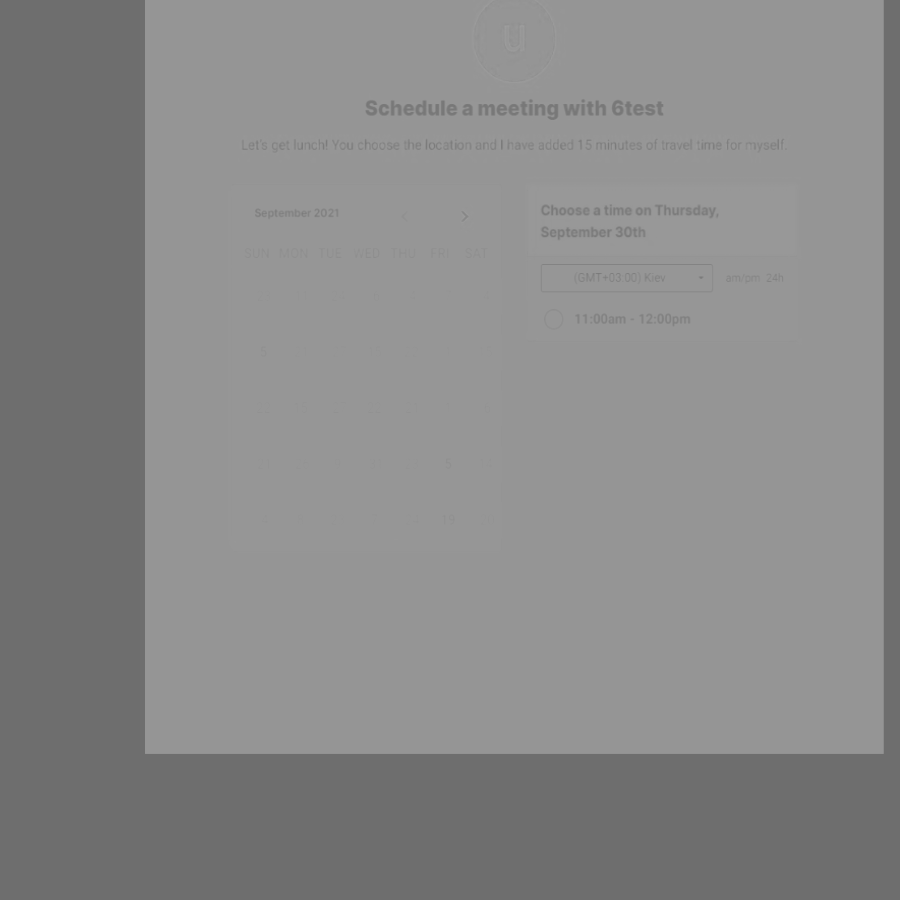 y
Schedule a meeting with 6test
Let's get lunch! You choose the location and I have added 15 minutes of travel time for myself.
September 2021
SUN MON TUE WED THU FRI SAT
Choose a time on Thursday,
September 30th
(GMT+03:00) Kiev
am/pm 24h
11:00am - 12:00pm